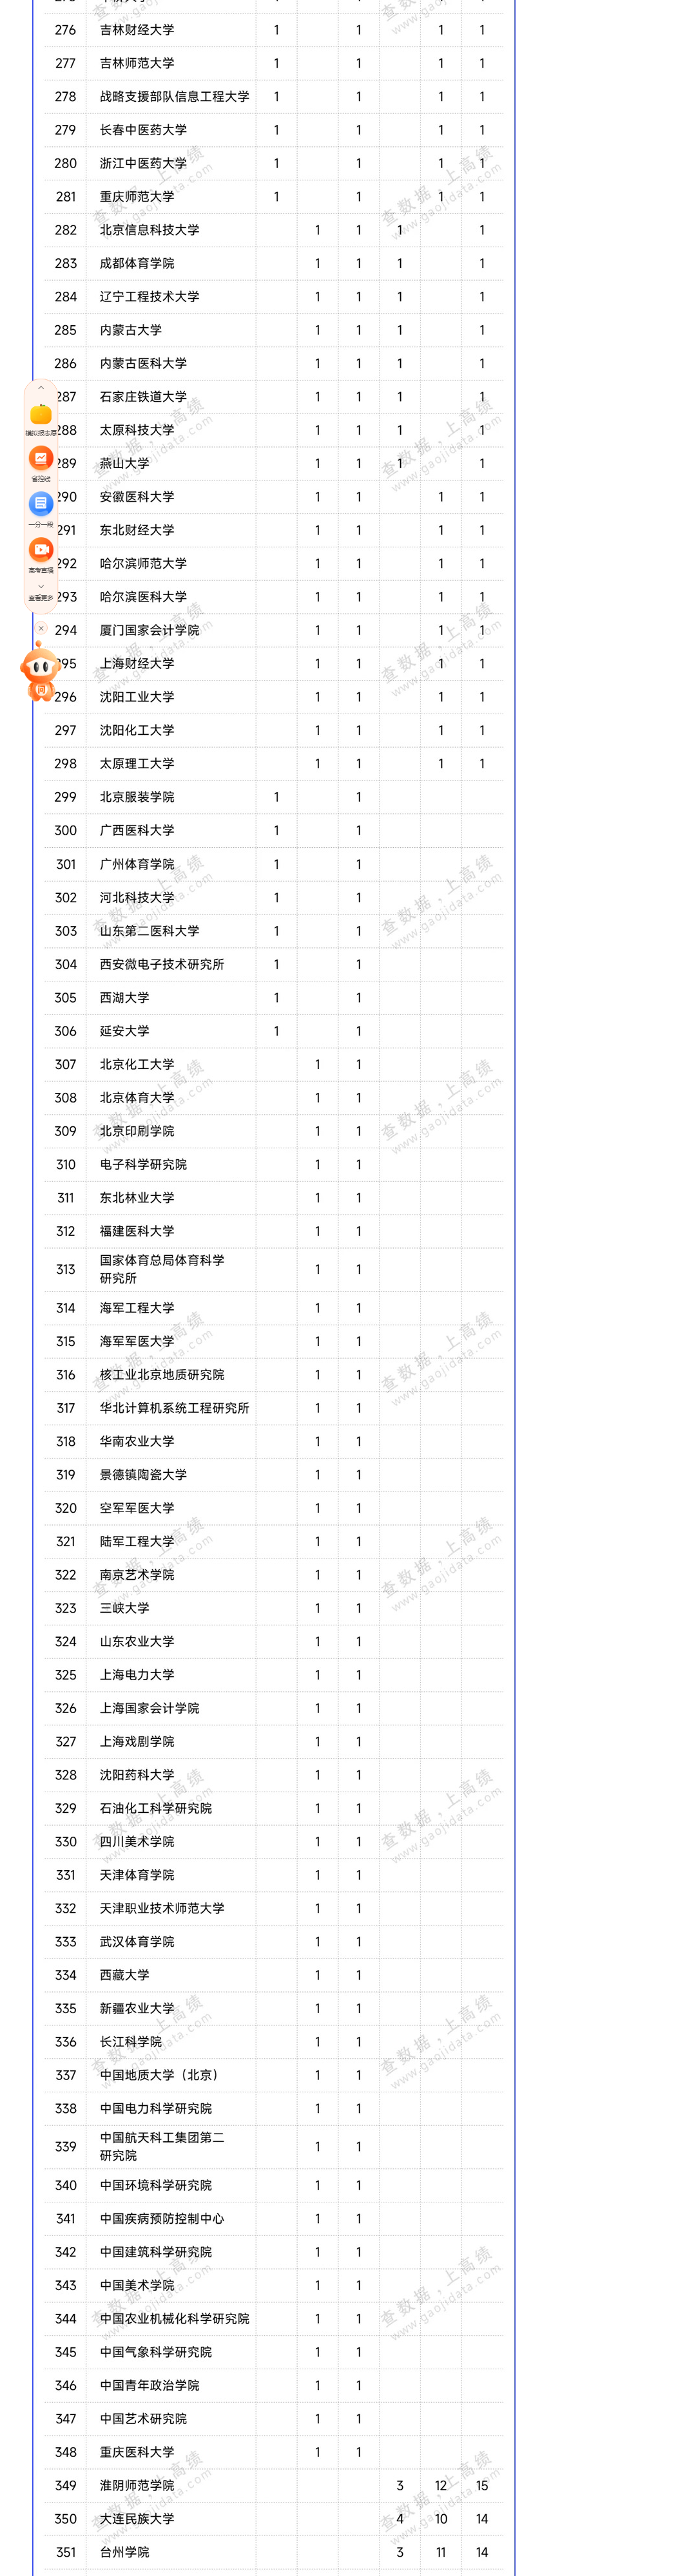 276 吉林财经大学 1 1 1 1
277 吉林师范大学 1 1 1 1
278 战略支援部队信息工程大学 1 1 1 1
279 长春中医药大学 1 1 1 1
280 浙江中医药大学 1 1 1 1
281 重庆师范大学 1 1 1 1
282 北京信息科技大学 1 1 1 1
283 成都体育学院 1 1 1 1
284 辽宁工程技术大学 1 1 1 1
285 内蒙古大学 1 1 1 1
286 内蒙古医科大学 1 1 1 1
287 石家庄铁道大学 1 1 1 1
模拟报志愿
288 太原科技大学 1 1 1 1
289 燕山大学 1 1 1 1
省控线
290 安徽医科大学 1 1 1 1
一分一段
291 东北财经大学 1 1 1 1
292 哈尔滨师范大学 1 1 1 1
高考直播
293 哈尔滨医科大学 1 1 1 1
查看更多
294 厦门国家会计学院 1 1 1 1
295 上海财经大学 1 1 1 1
296 沈阳工业大学 1 1 1 1
297 沈阳化工大学 1 1 1 1
298 太原理工大学 1 1 1 1
299 北京服装学院 1 1
300 广西医科大学 1 1
301 广州体育学院 1 1
302 河北科技大学 1 1
303 山东第二医科大学 1 1
304 西安微电子技术研究所 1 1
305 西湖大学 1 1
306 延安大学 1 1
307 北京化工大学 1 1
308 北京体育大学 1 1
309 北京印刷学院 1 1
310 电子科学研究院 1 1
311 东北林业大学 1 1
312 福建医科大学 1 1
313 国家体育总局体育科学
研究所 1 1
314 海军工程大学 1 1
315 海军军医大学 1 1
316 核工业北京地质研究院 1 1
317 华北计算机系统工程研究所 1 1
318 华南农业大学 1 1
319 景德镇陶瓷大学 1 1
320 空军军医大学 1 1
321 陆军工程大学 1 1
322 南京艺术学院 1 1
323 三峡大学 1 1
324 山东农业大学 1 1
325 上海电力大学 1 1
326 上海国家会计学院 1 1
327 上海戏剧学院 1 1
328 沈阳药科大学 1 1
329 石油化工科学研究院 1 1
330 四川美术学院 1 1
331 天津体育学院 1 1
332 天津职业技术师范大学 1 1
333 武汉体育学院 1 1
334 西藏大学 1 1
335 新疆农业大学 1 1
336 长江科学院 1 1
337 中国地质大学（北京） 1 1
338 中国电力科学研究院 1 1
339 中国航天科工集团第二
研究院 1 1
340 中国环境科学研究院 1 1
341 中国疾病预防控制中心 1 1
342 中国建筑科学研究院 1 1
343 中国美术学院 1 1
344 中国农业机械化科学研究院 1 1
345 中国气象科学研究院 1 1
346 中国青年政治学院 1 1
347 中国艺术研究院 1 1
348 重庆医科大学 1 1
349 淮阴师范学院 3 12 15
350 大连民族大学 4 10 14
351 台州学院 3 11 14
查数据，上高绩
www.gaojidata.com